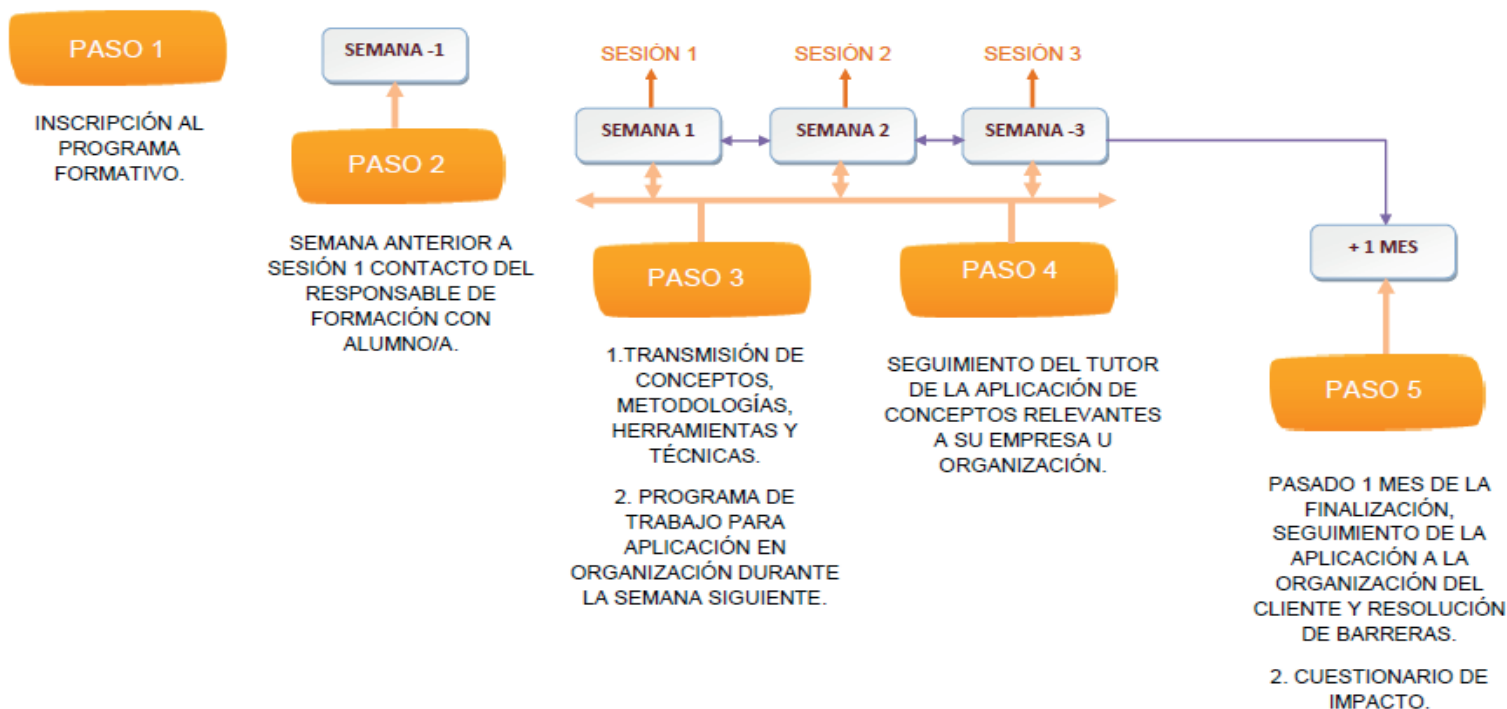 PASO 1
INSCRIPCIÓN AL
PROGRAMA
FORMATIVO.
SEMANA -1
PASO 2
SEMANA ANTERIOR A
SESIÓN 1 CONTACTO DEL
RESPONSABLE DE
FORMACIÓN CON
ALUMNO/A.
SESIÓN 1
SESIÓN 2
SESIÓN 3
SEMANA 1
SEMANA 2
SEMANA -3
PASO 3
1.TRANSMISIÓN DE
CONCEPTOS,
METODOLOGÍAS,
HERRAMIENTAS Y
TÉCNICAS.
2. PROGRAMA DE
TRABAJO PARA
APLICACIÓN EN
ORGANIZACIÓN DURANTE
LA SEMANA SIGUIENTE.
PASO 4
SEGUIMIENTO DEL TUTOR
DE LA APLICACIÓN DE
CONCEPTOS RELEVANTES
A SU EMPRESA U
ORGANIZACIÓN.
+ 1 MES
PASO 5
PASADO 1 MES DE LA
FINALIZACIÓN,
SEGUIMIENTO DE LA
APLICACIÓN A LA
ORGANIZACIÓN DEL
CLIENTE Y RESOLUCIÓN
DE BARRERAS.
2. CUESTIONARIO DE
IMPACTO.